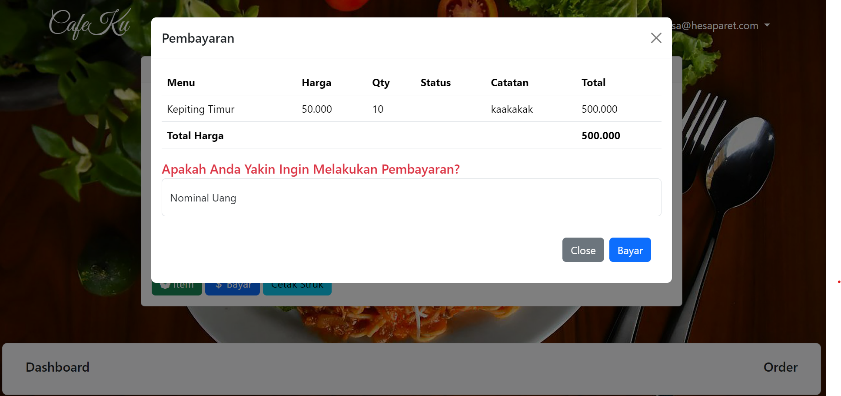 CafeKu
sa@hesaparet.com
Pembayaran
Menu Harga Qty Status Catatan Total
Kepiting Timur 50.000 10 kaakakak 500.000
Total Harga 500.000
Apakah Anda Yakin Ingin Melakukan Pembayaran?
Nominal Uang
Close Bayar
Item $ Bayar Cetak Struk
Dashboard Order